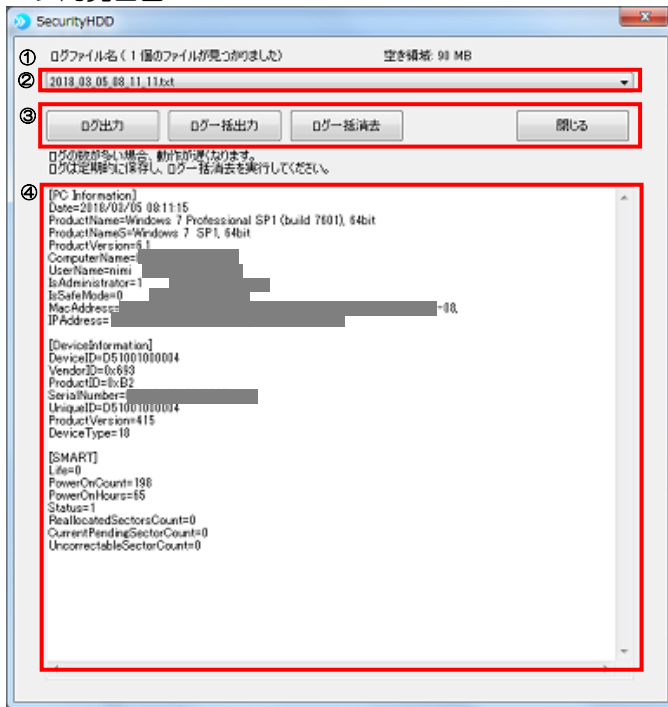 SecurityHDD
① ログファイル名 ( 1 個のファイルが見つかりました) 空き領域: 90 MB
② 2018_03_05_08_11_11.txt
③ ログ出力 ログ一括出力 ログ一括消去 閉じる
ログの数が多い場合、動作が遅くなります。
ログは定期的に保存し、ログ一括消去を実行してください。
④ [PC Information]
Date=2018/03/05 08:11:15
ProductName=Windows 7 Professional SP1 (build 7601), 64bit
ProductNameS=Windows 7 SP1, 64bit
ProductVersion=6.1
ComputerName=
UserName=nimi
IsAdministrator=1
IsSafeMode=0
MacAddress= -08,
IPAddress=
[DeviceInformation]
DeviceID=D51001000004
VendorID=0x693
ProductID=0xB2
SerialNumber=
UniqueID=D51001000004
ProductVersion=415
DeviceType=18
[SMART]
Life=0
PowerOnCount=198
PowerOnHours=65
Status=1
ReallocatedSectorsCount=0
CurrentPendingSectorCount=0
UncorrectableSectorCount=0